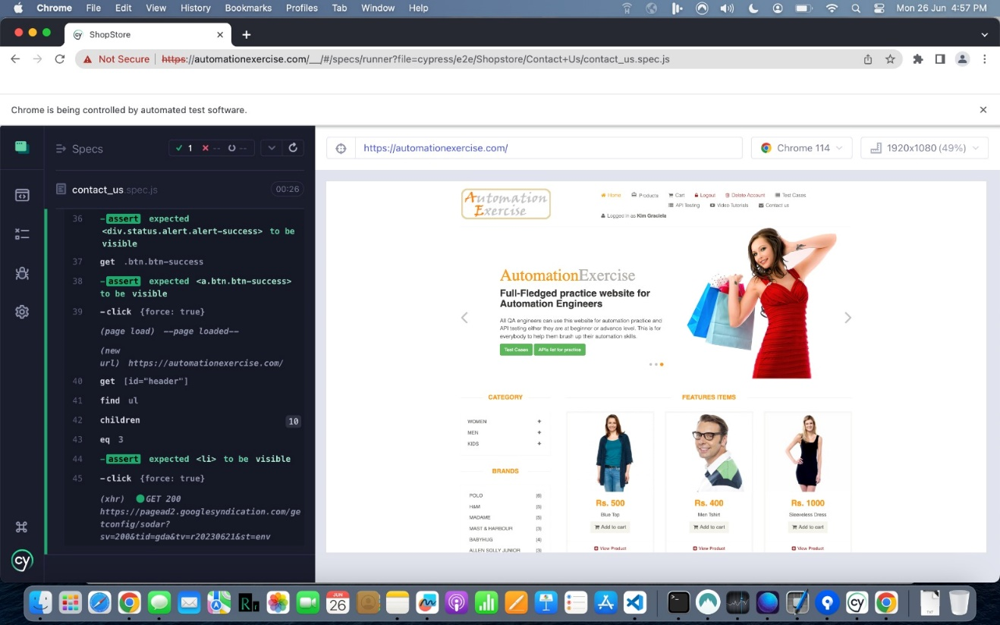 Chrome File Edit View History Bookmarks Profiles Tab Window Help Mon 26 Jun 4:57 PM
cy ShopStore
Not Secure https://automationexercise.com/__/#/specs/runner?file=cypress/e2e/Shopstore/Contact+Us/contact_us.spec.js
Chrome is being controlled by automated test software.
Specs 1 -- --
https://automationexercise.com/ Chrome 114 1920x1080 (49%)
contact_us.spec.js 00:26
36 -assert expected
<div.status.alert.alert-success> to be
visible
37 get .btn.btn-success
38 -assert expected <a.btn.btn-success>
to be visible
39 -click {force: true}
(page load) --page loaded--
(new
url) https://automationexercise.com/
40 get [id="header"]
41 find ul
42 children 10
43 eq 3
44 -assert expected <li> to be visible
45 -click {force: true}
(xhr) GET 200
https://pagead2.googlesyndication.com/ge
tconfig/sodar?
sv=200&tid=gda&tv=r20230621&st=env
cy
Automation
Exercise
Home Products Cart Logout Delete Account Test Cases
API Testing Video Tutorials Contact us
Logged in as Kim Graciela
AutomationExercise
Full-Fledged practice website for
Automation Engineers
All QA engineers can use this website for automation practice and
API testing either they are at beginner or advance level. This is for
everybody to help them brush up their automation skills.
Test Cases APIs list for practice
CATEGORY
WOMEN +
MEN +
KIDS +
BRANDS
POLO (6)
H&M (5)
MADAME (5)
MAST & HARBOUR (3)
BABYHUG (4)
ALLEN SOLLY JUNIOR (3)
FEATURES ITEMS
Rs. 500 Rs. 400 Rs. 1000
Blue Top Men Tshirt Sleeveless Dress
Add to cart Add to cart Add to cart
View Product View Product View Product
JUN
26
Rr
cy
TXT